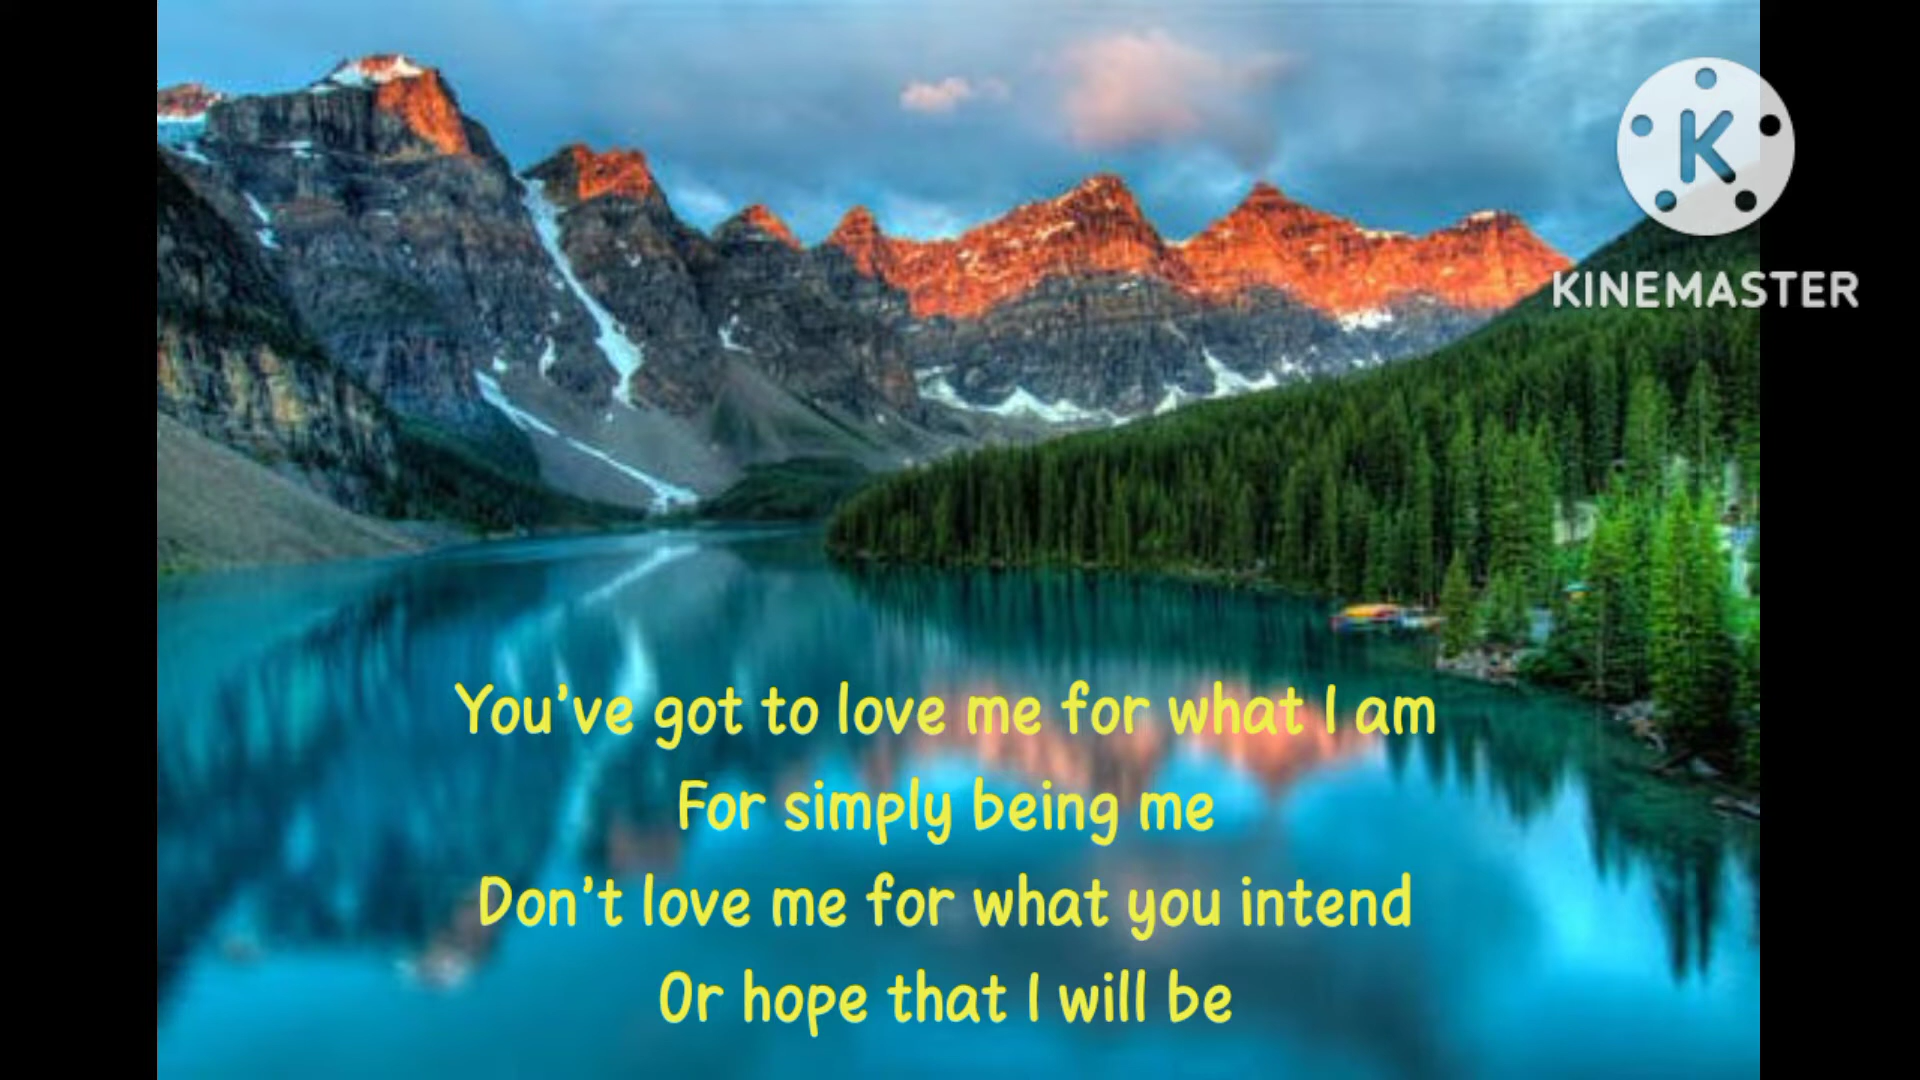 K
KINEMASTER
You've got to love me for what I am
For simply being me
Don't love me for what you intend
Or hope that I will be